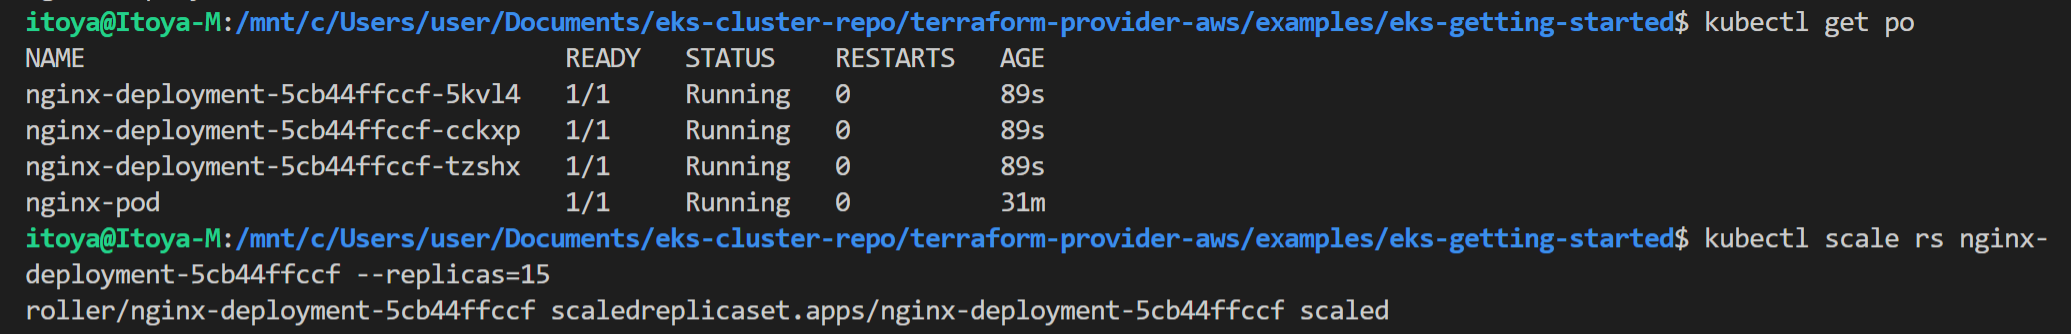 itoya@Itoya-M:/mnt/c/Users/user/Documents/eks-cluster-repo/terraform-provider-aws/examples/eks-getting-started$ kubectl get po
NAME READY STATUS RESTARTS AGE
nginx-deployment-5cb44ffccf-5kvl4 1/1 Running 0 89s
nginx-deployment-5cb44ffccf-cckxp 1/1 Running 0 89s
nginx-deployment-5cb44ffccf-tzshx 1/1 Running 0 89s
nginx-pod 1/1 Running 0 31m
itoya@Itoya-M:/mnt/c/Users/user/Documents/eks-cluster-repo/terraform-provider-aws/examples/eks-getting-started$ kubectl scale rs nginx-
deployment-5cb44ffccf --replicas=15
roller/nginx-deployment-5cb44ffccf scaledreplicaset.apps/nginx-deployment-5cb44ffccf scaled